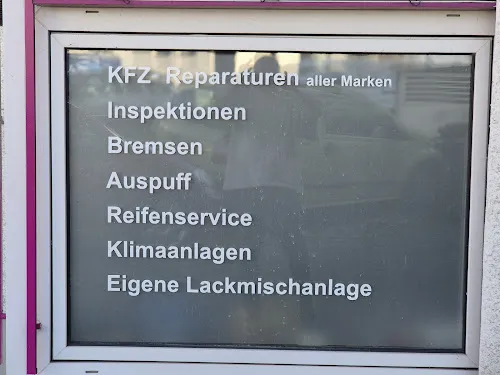 KFZ- Reparaturen aller Marken
Inspektionen
Bremsen
Auspuff
Reifenservice
Klimaanlagen
Eigene Lackmischanlage